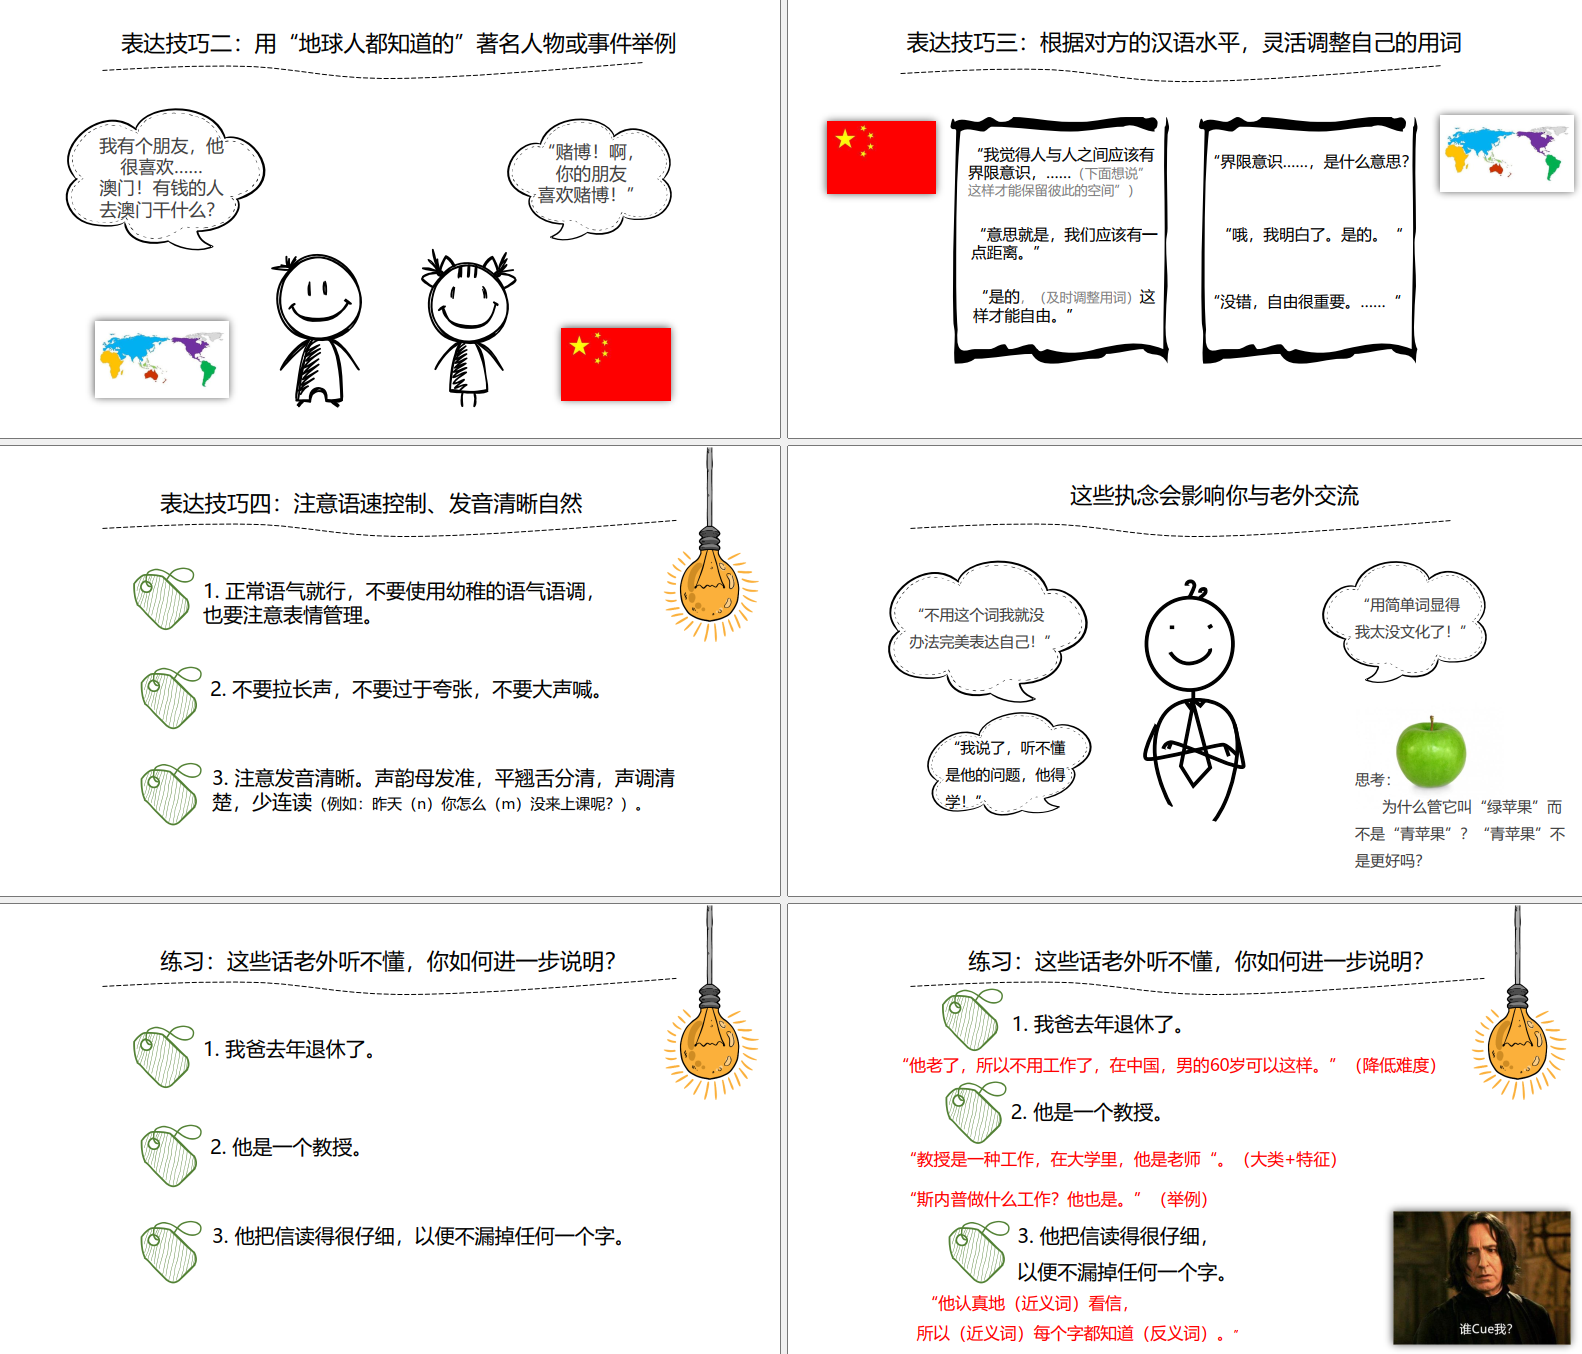 表达技巧二：用“地球人都知道的”著名人物或事件举例
我有个朋友，他
很喜欢……
澳门！有钱的人
去澳门干什么？
“赌博！啊，
你的朋友
喜欢赌博！”
表达技巧三：根据对方的汉语水平，灵活调整自己的用词
“我觉得人与人之间应该有
界限意识，……（下面想说“
这样才能保留彼此的空间”）
“意思就是，我们应该有一
点距离。”
“是的，（及时调整用词）这
样才能自由。”
“界限意识……，是什么意思？
“哦，我明白了。是的。“
“没错，自由很重要。……“
表达技巧四：注意语速控制、发音清晰自然
1. 正常语气就行，不要使用幼稚的语气语调，
也要注意表情管理。
2. 不要拉长声，不要过于夸张，不要大声喊。
3. 注意发音清晰。声韵母发准，平翘舌分清，声调清
楚，少连读（例如：昨天（n）你怎么（m）没来上课呢？）。
这些执念会影响你与老外交流
“不用这个词我就没
办法完美表达自己！“
“我说了，听不懂
是他的问题，他得
学！“
“用简单词显得
我太没文化了！”
思考：
为什么管它叫“绿苹果”而
不是“青苹果”？“青苹果”不
是更好吗？
练习：这些话老外听不懂，你如何进一步说明？
1. 我爸去年退休了。
2. 他是一个教授。
3. 他把信读得很仔细，以便不漏掉任何一个字。
练习：这些话老外听不懂，你如何进一步说明？
1. 我爸去年退休了。
“他老了，所以不用工作了，在中国，男的60岁可以这样。”（降低难度）
2. 他是一个教授。
“教授是一种工作，在大学里，他是老师“。（大类+特征）
“斯内普做什么工作？他也是。”（举例）
3. 他把信读得很仔细，
以便不漏掉任何一个字。
“他认真地（近义词）看信，
所以（近义词）每个字都知道（反义词）。”
谁Cue我？